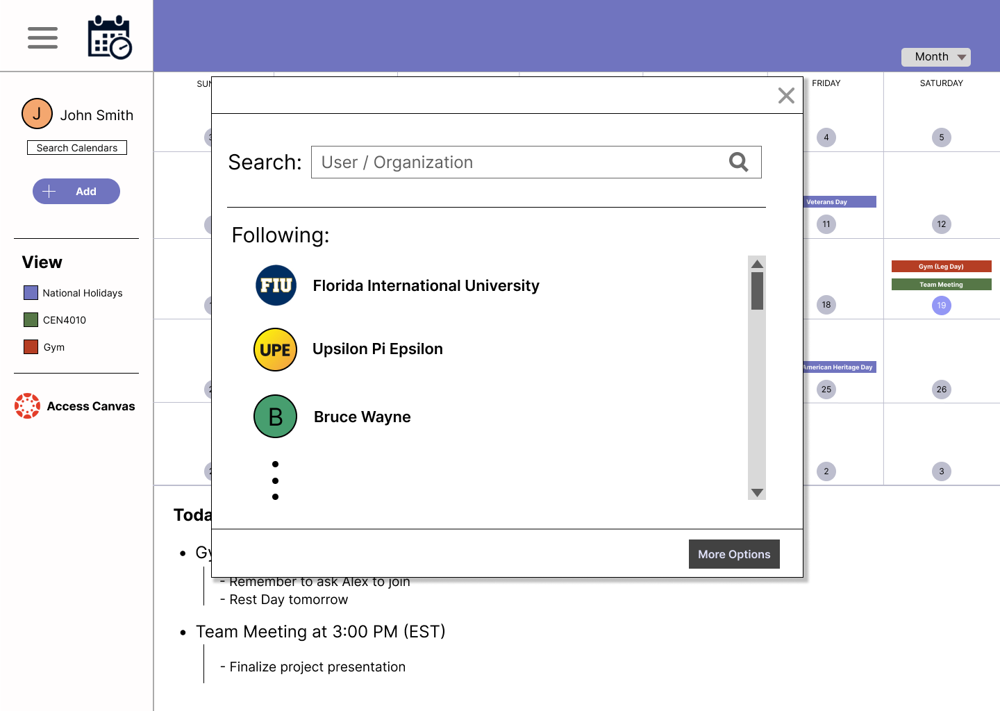 Month
SUN
FRIDAY
SATURDAY
J
John Smith
Search Calendars
Add
View
National Holidays
CEN4010
Gym
Access Canvas
Search:
User / Organization
Following:
FIU
Florida International University
UPE
Upsilon Pi Epsilon
B
Bruce Wayne
More Options
4
5
Veterans Day
11
12
Gym (Leg Day)
Team Meeting
18
19
American Heritage Day
25
26
2
3
Toda
Gy
- Remember to ask Alex to join
- Rest Day tomorrow
• Team Meeting at 3:00 PM (EST)
- Finalize project presentation